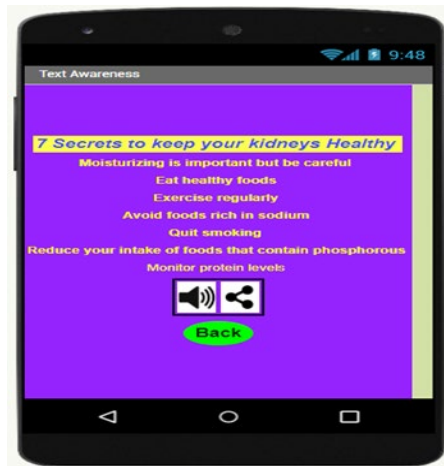 9:48
Text Awareness
7 Secrets to keep your kidneys Healthy
Moisturizing is important but be careful
Eat healthy foods
Exercise regularly
Avoid foods rich in sodium
Quit smoking
Reduce your intake of foods that contain phosphorous
Monitor protein levels
Back